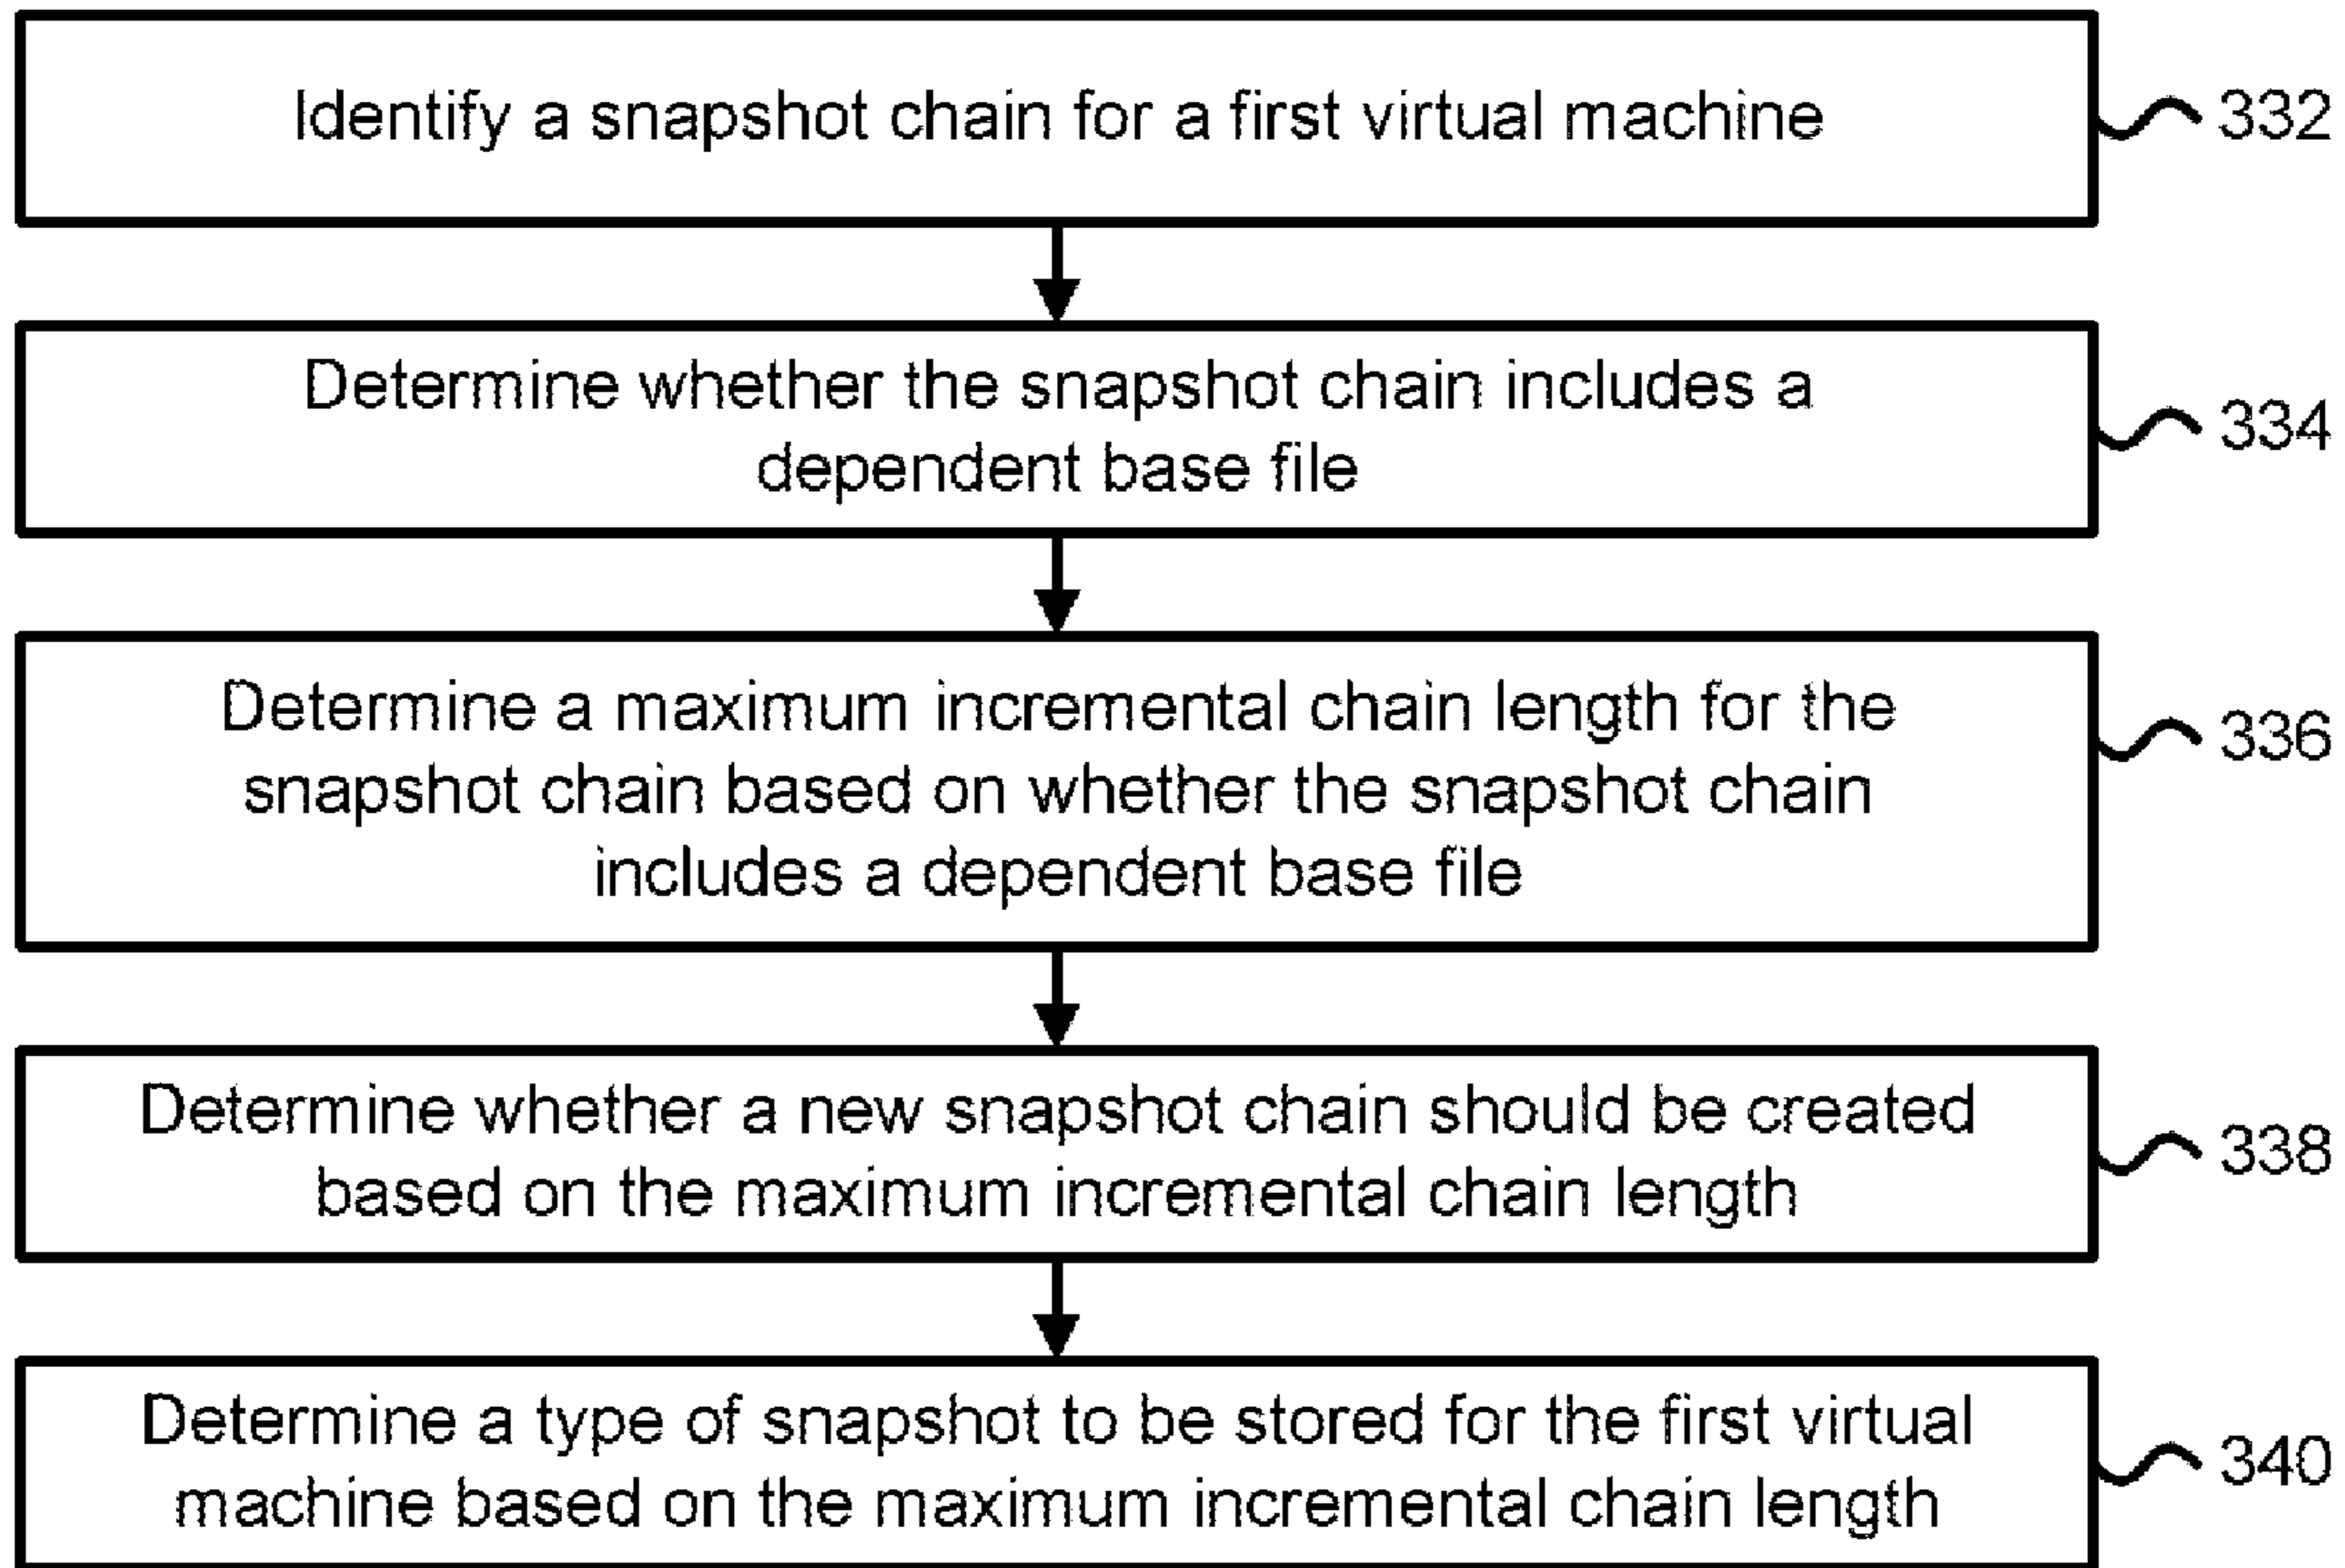 Identify a snapshot chain for a first virtual machine
332
Determine whether the snapshot chain includes a
dependent base file
334
Determine a maximum incremental chain length for the
snapshot chain based on whether the snapshot chain
includes a dependent base file
336
Determine whether a new snapshot chain should be created
based on the maximum incremental chain length
338
Determine a type of snapshot to be stored for the first virtual
machine based on the maximum incremental chain length
340